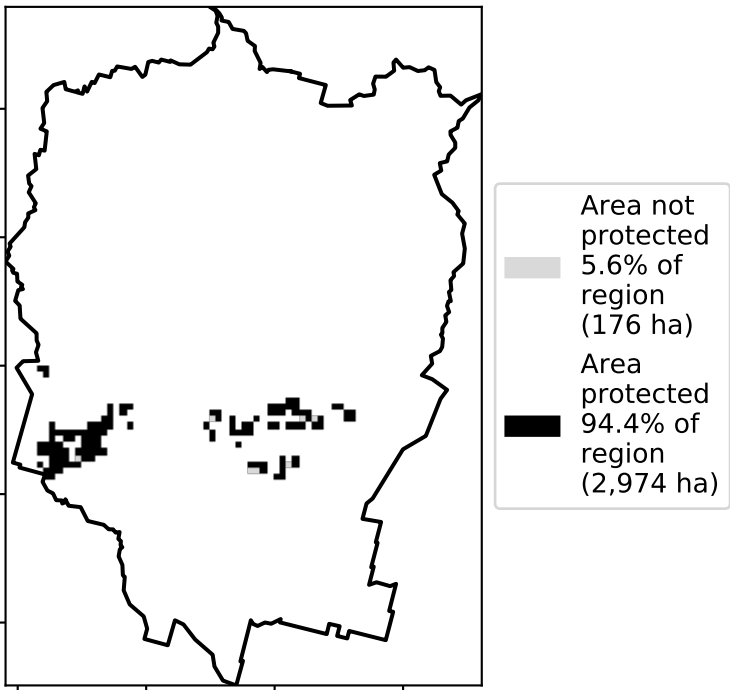 Area not
protected
5.6% of
region
(176 ha)
Area
protected
94.4% of
region
(2,974 ha)